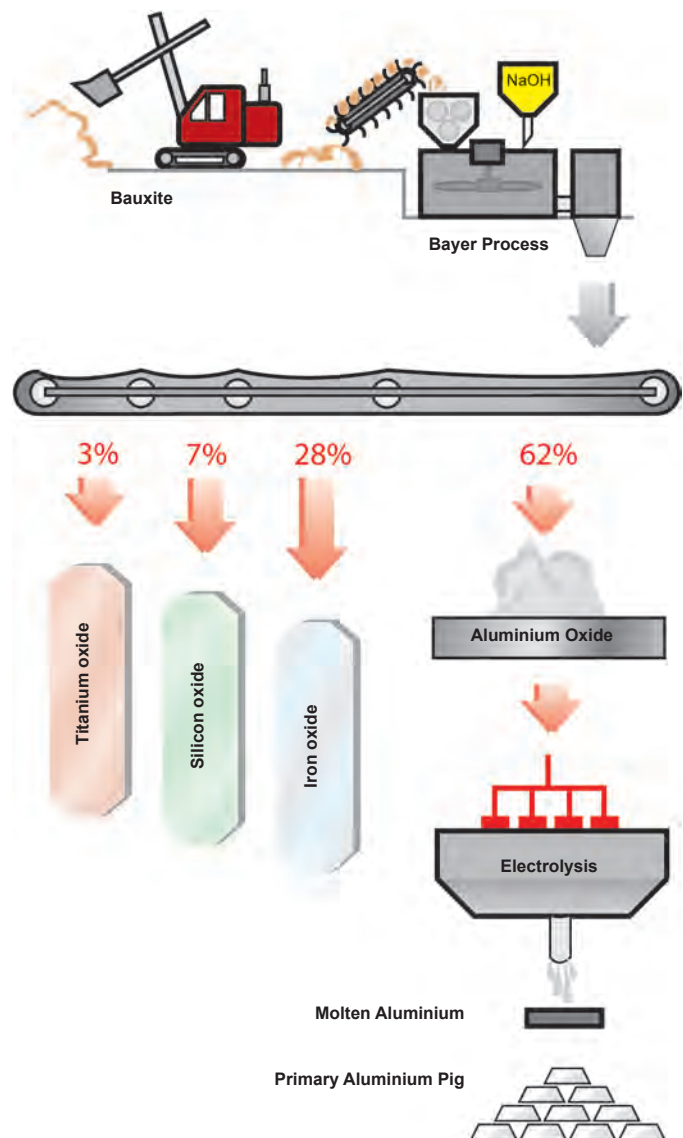 NaOH
Bauxite
Bayer Process
3%
7%
28%
62%
Titanium oxide
Silicon oxide
Iron oxide
Aluminium Oxide
Electrolysis
Molten Aluminium
Primary Aluminium Pig